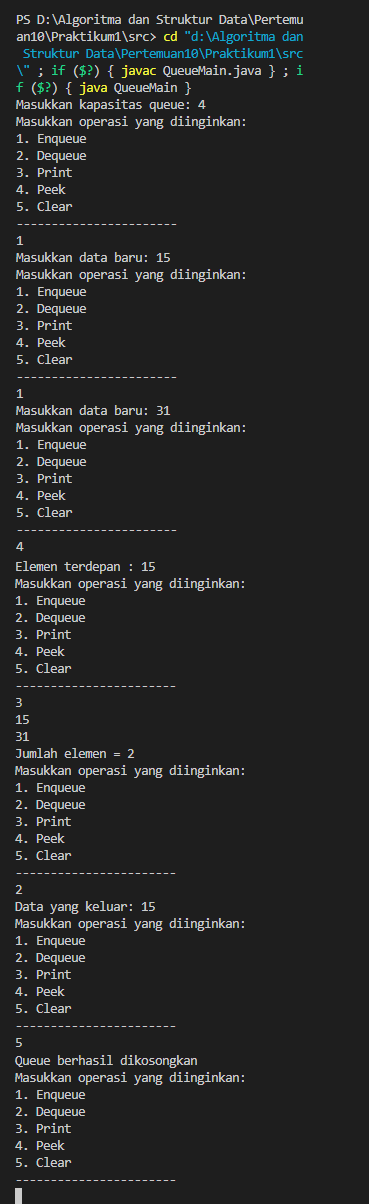 PS D:\Algoritma dan Struktur Data\Pertemu
an10\Praktikum1\src> cd "d:\Algoritma dan
 Struktur Data\Pertemuan10\Praktikum1\src
\" ; if ($?) { javac QueueMain.java } ; i
f ($?) { java QueueMain }
Masukkan kapasitas queue: 4
Masukkan operasi yang diinginkan:
1. Enqueue
2. Dequeue
3. Print
4. Peek
5. Clear
-----------------------
1
Masukkan data baru: 15
Masukkan operasi yang diinginkan:
1. Enqueue
2. Dequeue
3. Print
4. Peek
5. Clear
-----------------------
1
Masukkan data baru: 31
Masukkan operasi yang diinginkan:
1. Enqueue
2. Dequeue
3. Print
4. Peek
5. Clear
-----------------------
4
Elemen terdepan : 15
Masukkan operasi yang diinginkan:
1. Enqueue
2. Dequeue
3. Print
4. Peek
5. Clear
-----------------------
3
15
31
Jumlah elemen = 2
Masukkan operasi yang diinginkan:
1. Enqueue
2. Dequeue
3. Print
4. Peek
5. Clear
-----------------------
2
Data yang keluar: 15
Masukkan operasi yang diinginkan:
1. Enqueue
2. Dequeue
3. Print
4. Peek
5. Clear
-----------------------
5
Queue berhasil dikosongkan
Masukkan operasi yang diinginkan:
1. Enqueue
2. Dequeue
3. Print
4. Peek
5. Clear
-----------------------